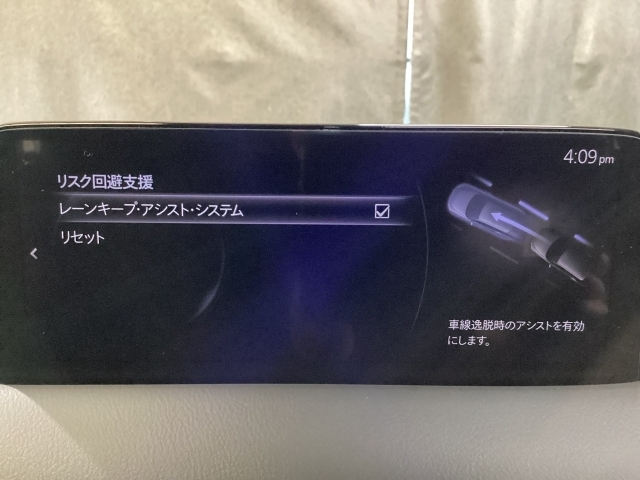 4:09 pm
リスク回避支援
レーンキープ・アシスト・システム
リセット
車線逸脱時のアシストを有効
にします。